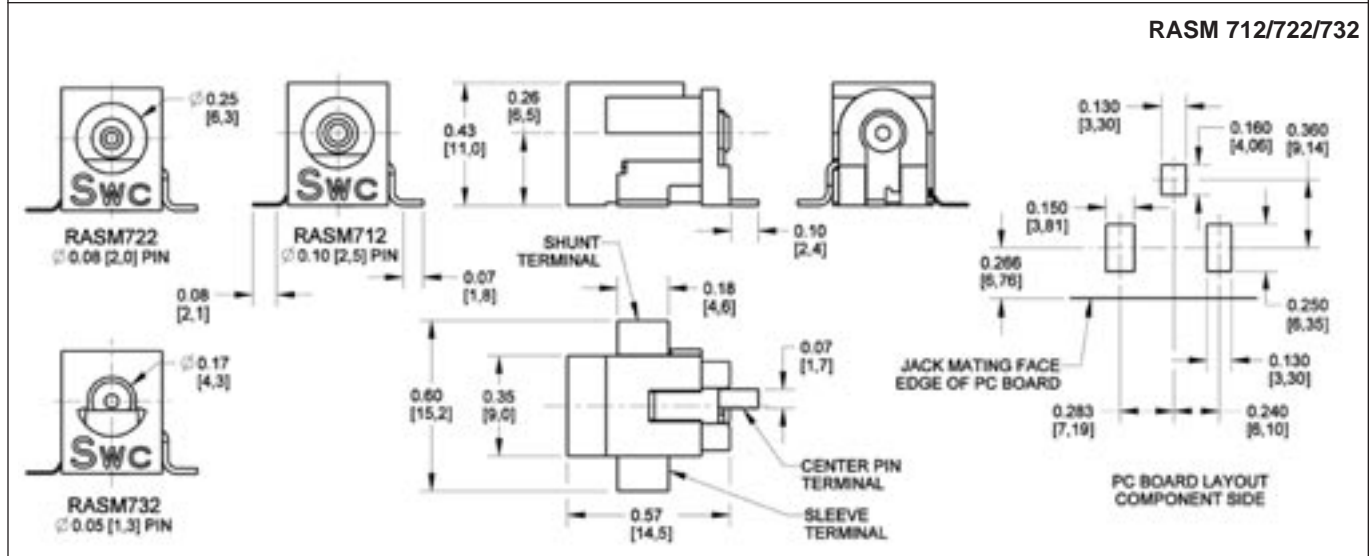 RASM 712/722/732
Ø 0.25
[6,3]
SWC
RASM722
Ø 0.08 [2,0] PIN
SWC
RASM712
Ø 0.10 [2,5] PIN
0.08
[2,1]
0.07
[1,8]
0.43
[11,0]
0.26
[6,5]
0.10
[2,4]
0.130
[3,30]
0.160
[4,06]
0.360
[9,14]
0.150
[3,81]
0.266
[6,76]
0.250
[6,35]
0.130
[3,30]
JACK MATING FACE
EDGE OF PC BOARD
0.283
[7,19]
0.240
[6,10]
PC BOARD LAYOUT
COMPONENT SIDE
Ø 0.17
[4,3]
SWC
RASM732
Ø 0.05 [1,3] PIN
SHUNT
TERMINAL
0.18
[4,6]
0.60
[15,2]
0.35
[9,0]
0.07
[1,7]
CENTER PIN
TERMINAL
SLEEVE
TERMINAL
0.57
[14,5]